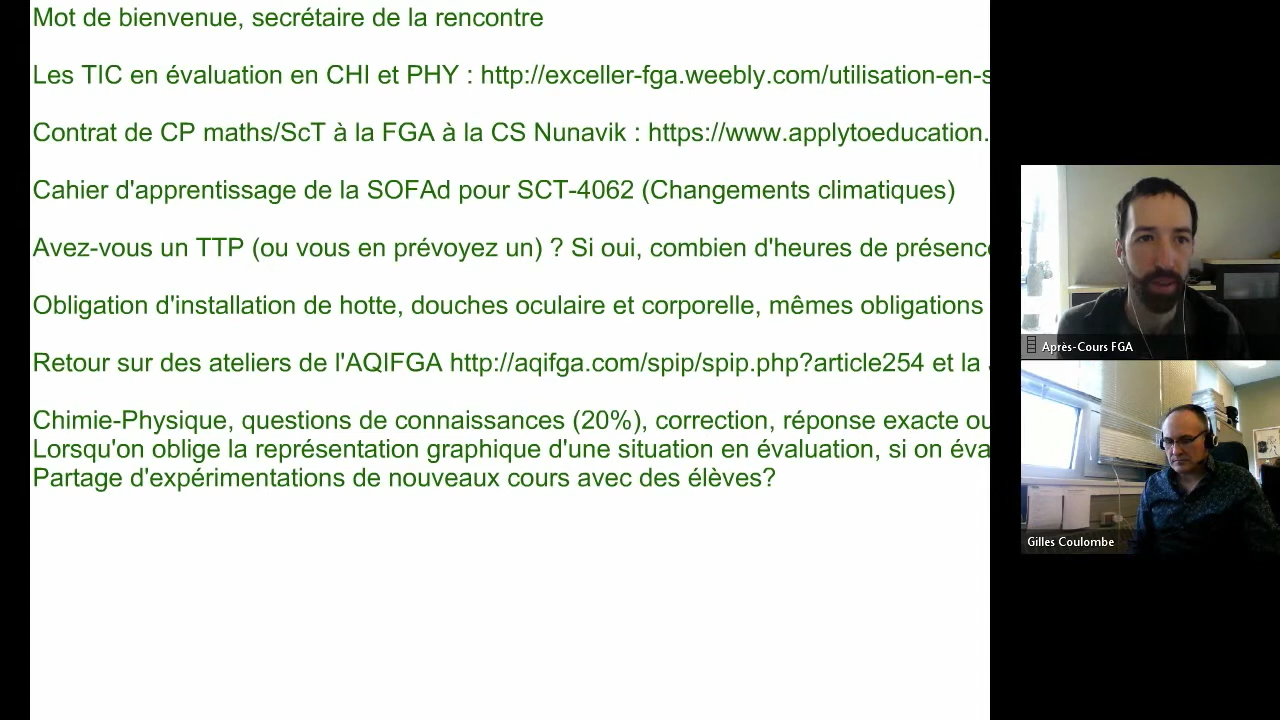 Mot de bienvenue, secrétaire de la rencontre
Les TIC en évaluation en CHI et PHY : http://exceller-fga.weebly.com/utilisation-en-s
Contrat de CP maths/ScT à la FGA à la CS Nunavik : https://www.applytoeducation.
Cahier d'apprentissage de la SOFAd pour SCT-4062 (Changements climatiques)
Avez-vous un TTP (ou vous en prévoyez un) ? Si oui, combien d'heures de présence
Obligation d'installation de hotte, douches oculaire et corporelle, mêmes obligations
Retour sur des ateliers de l'AQIFGA http://aqifga.com/spip/spip.php?article254 et la
Chimie-Physique, questions de connaissances (20%), correction, réponse exacte ou
Lorsqu'on oblige la représentation graphique d'une situation en évaluation, si on éva
Partage d'expérimentations de nouveaux cours avec des élèves?
Après-Cours FGA
Gilles Coulombe